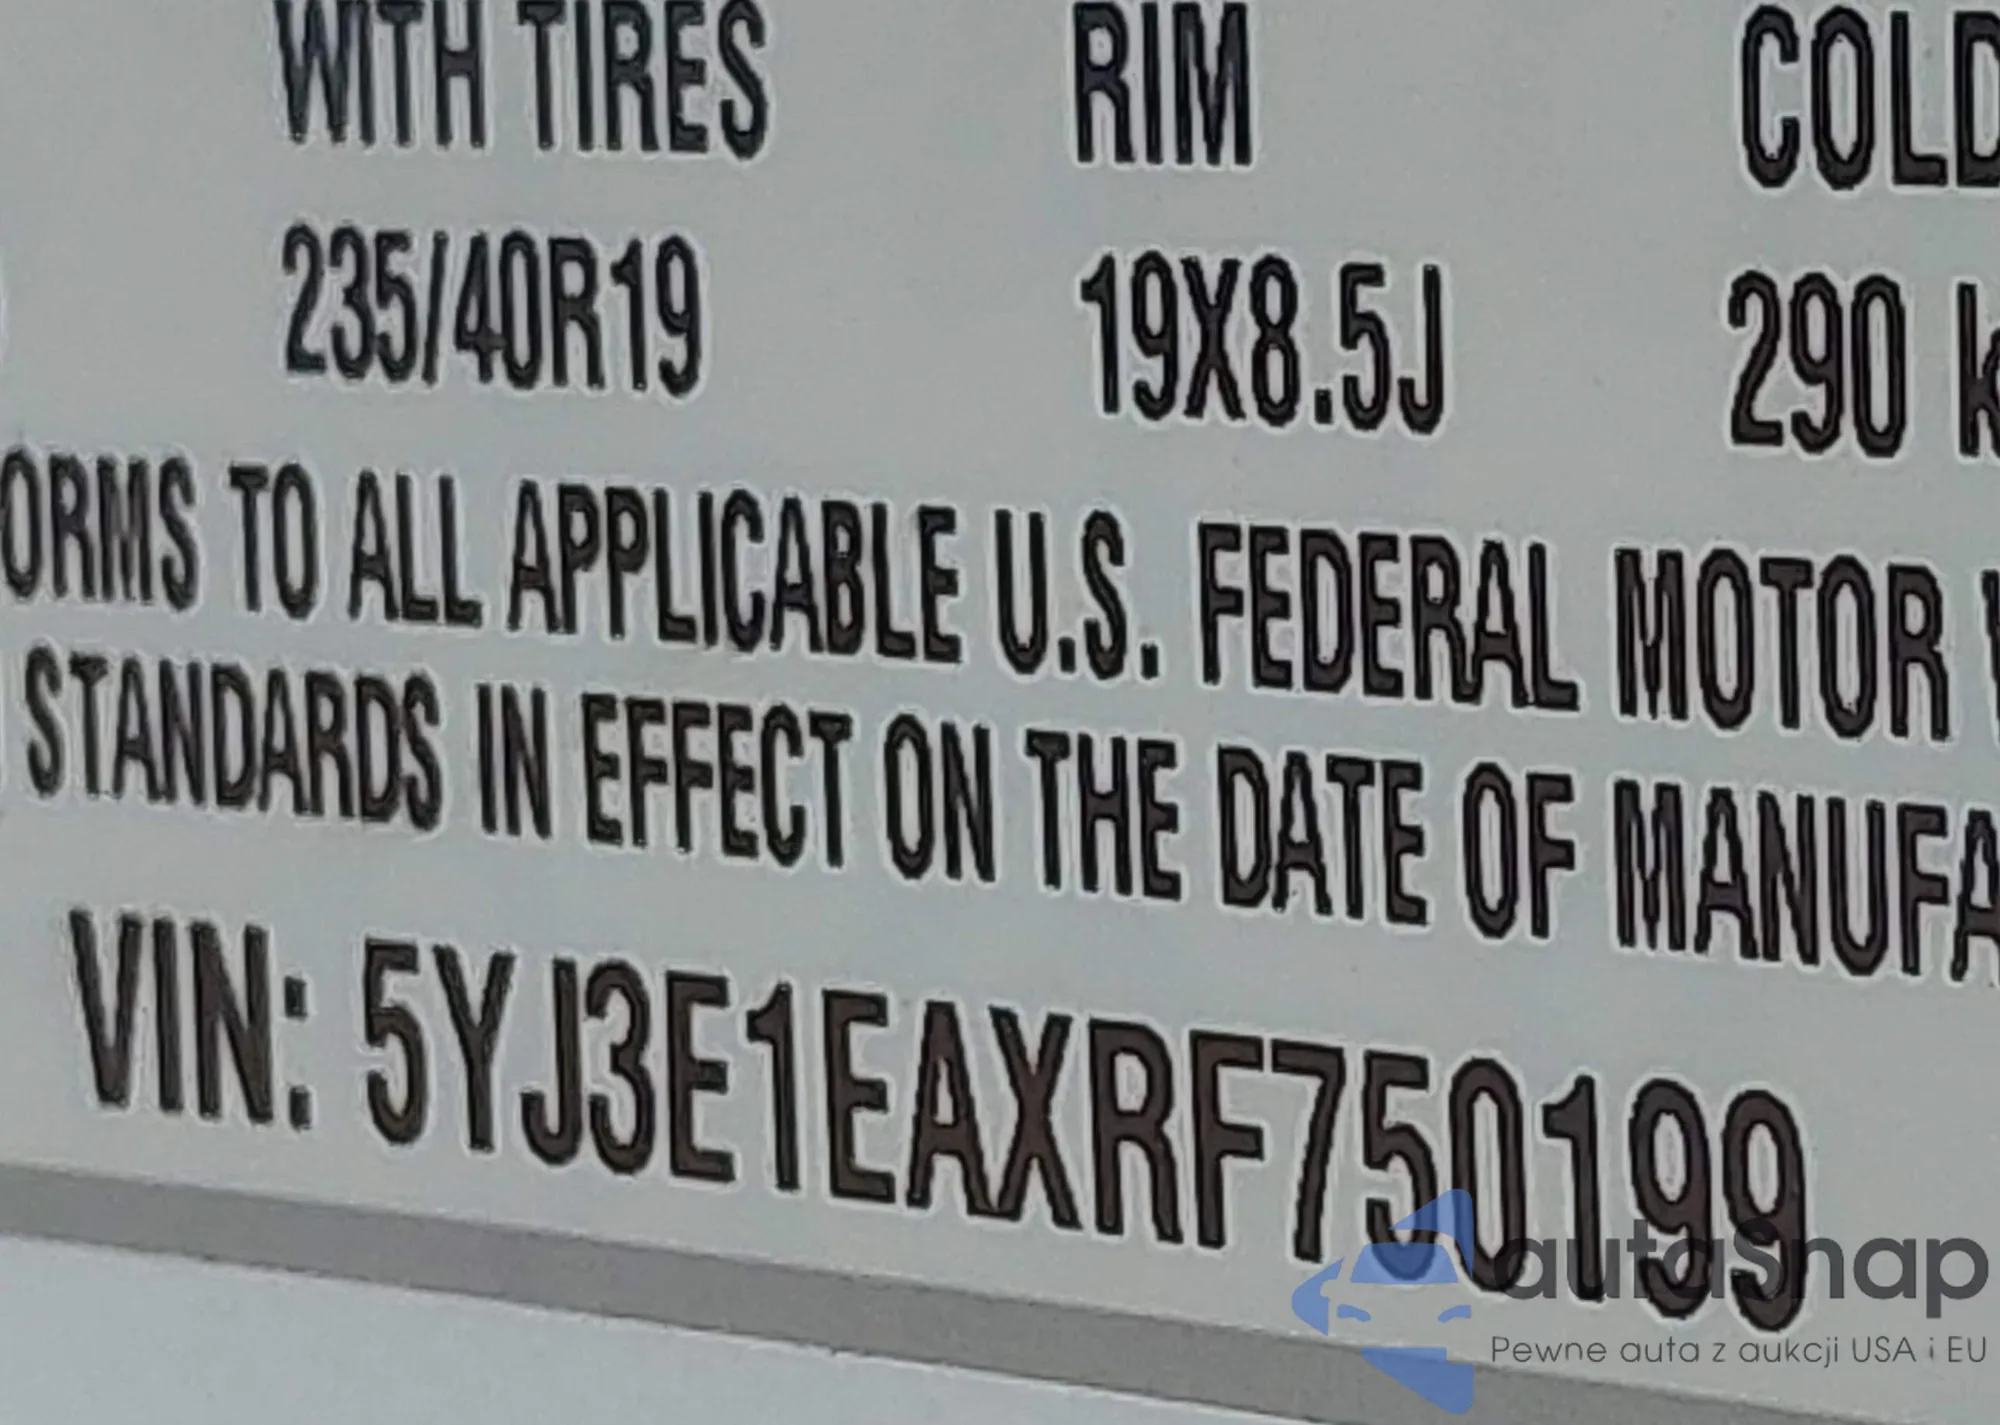 WITH TIRES RIM COLD
235/40R19 19X8.5J 290 k
ORMS TO ALL APPLICABLE U.S. FEDERAL MOTOR V
STANDARDS IN EFFECT ON THE DATE OF MANUFA
VIN: 5YJ3E1EAXRF750199
autaSnap
Pewne auta z aukcji USA i EU